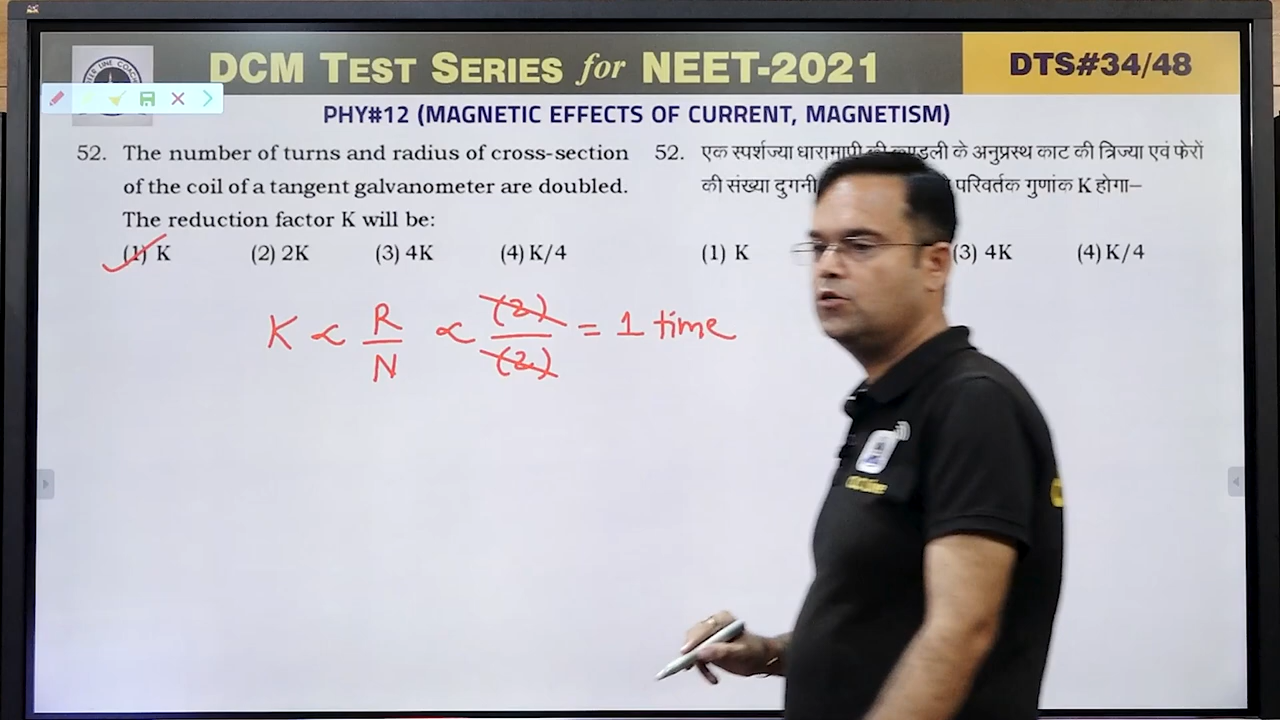 DCM TEST SERIES for NEET-2021
DTS#34/48
PHY#12 (MAGNETIC EFFECTS OF CURRENT, MAGNETISM)
52. The number of turns and radius of cross-section
of the coil of a tangent galvanometer are doubled.
The reduction factor K will be:
(1) K (2) 2K (3) 4K (4) K/4
52. एक स्पर्शज्या धारामापी की कुण्डली के अनुप्रस्थ काट की त्रिज्या एवं फेरों
की संख्या दुगनी परिवर्तक गुणांक K होगा–
(1) K (3) 4K (4) K/4
K ∝ R/N ∝ (2)/(2) = 1 time